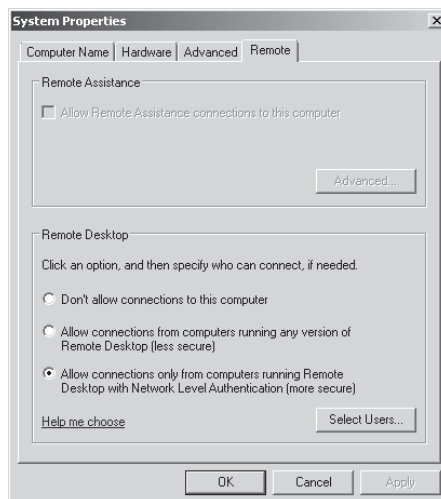 System Properties
Computer Name Hardware Advanced Remote
Remote Assistance
Allow Remote Assistance connections to this computer
Advanced...
Remote Desktop
Click an option, and then specify who can connect, if needed.
Don't allow connections to this computer
Allow connections from computers running any version of
Remote Desktop (less secure)
Allow connections only from computers running Remote
Desktop with Network Level Authentication (more secure)
Help me choose
Select Users...
OK Cancel Apply